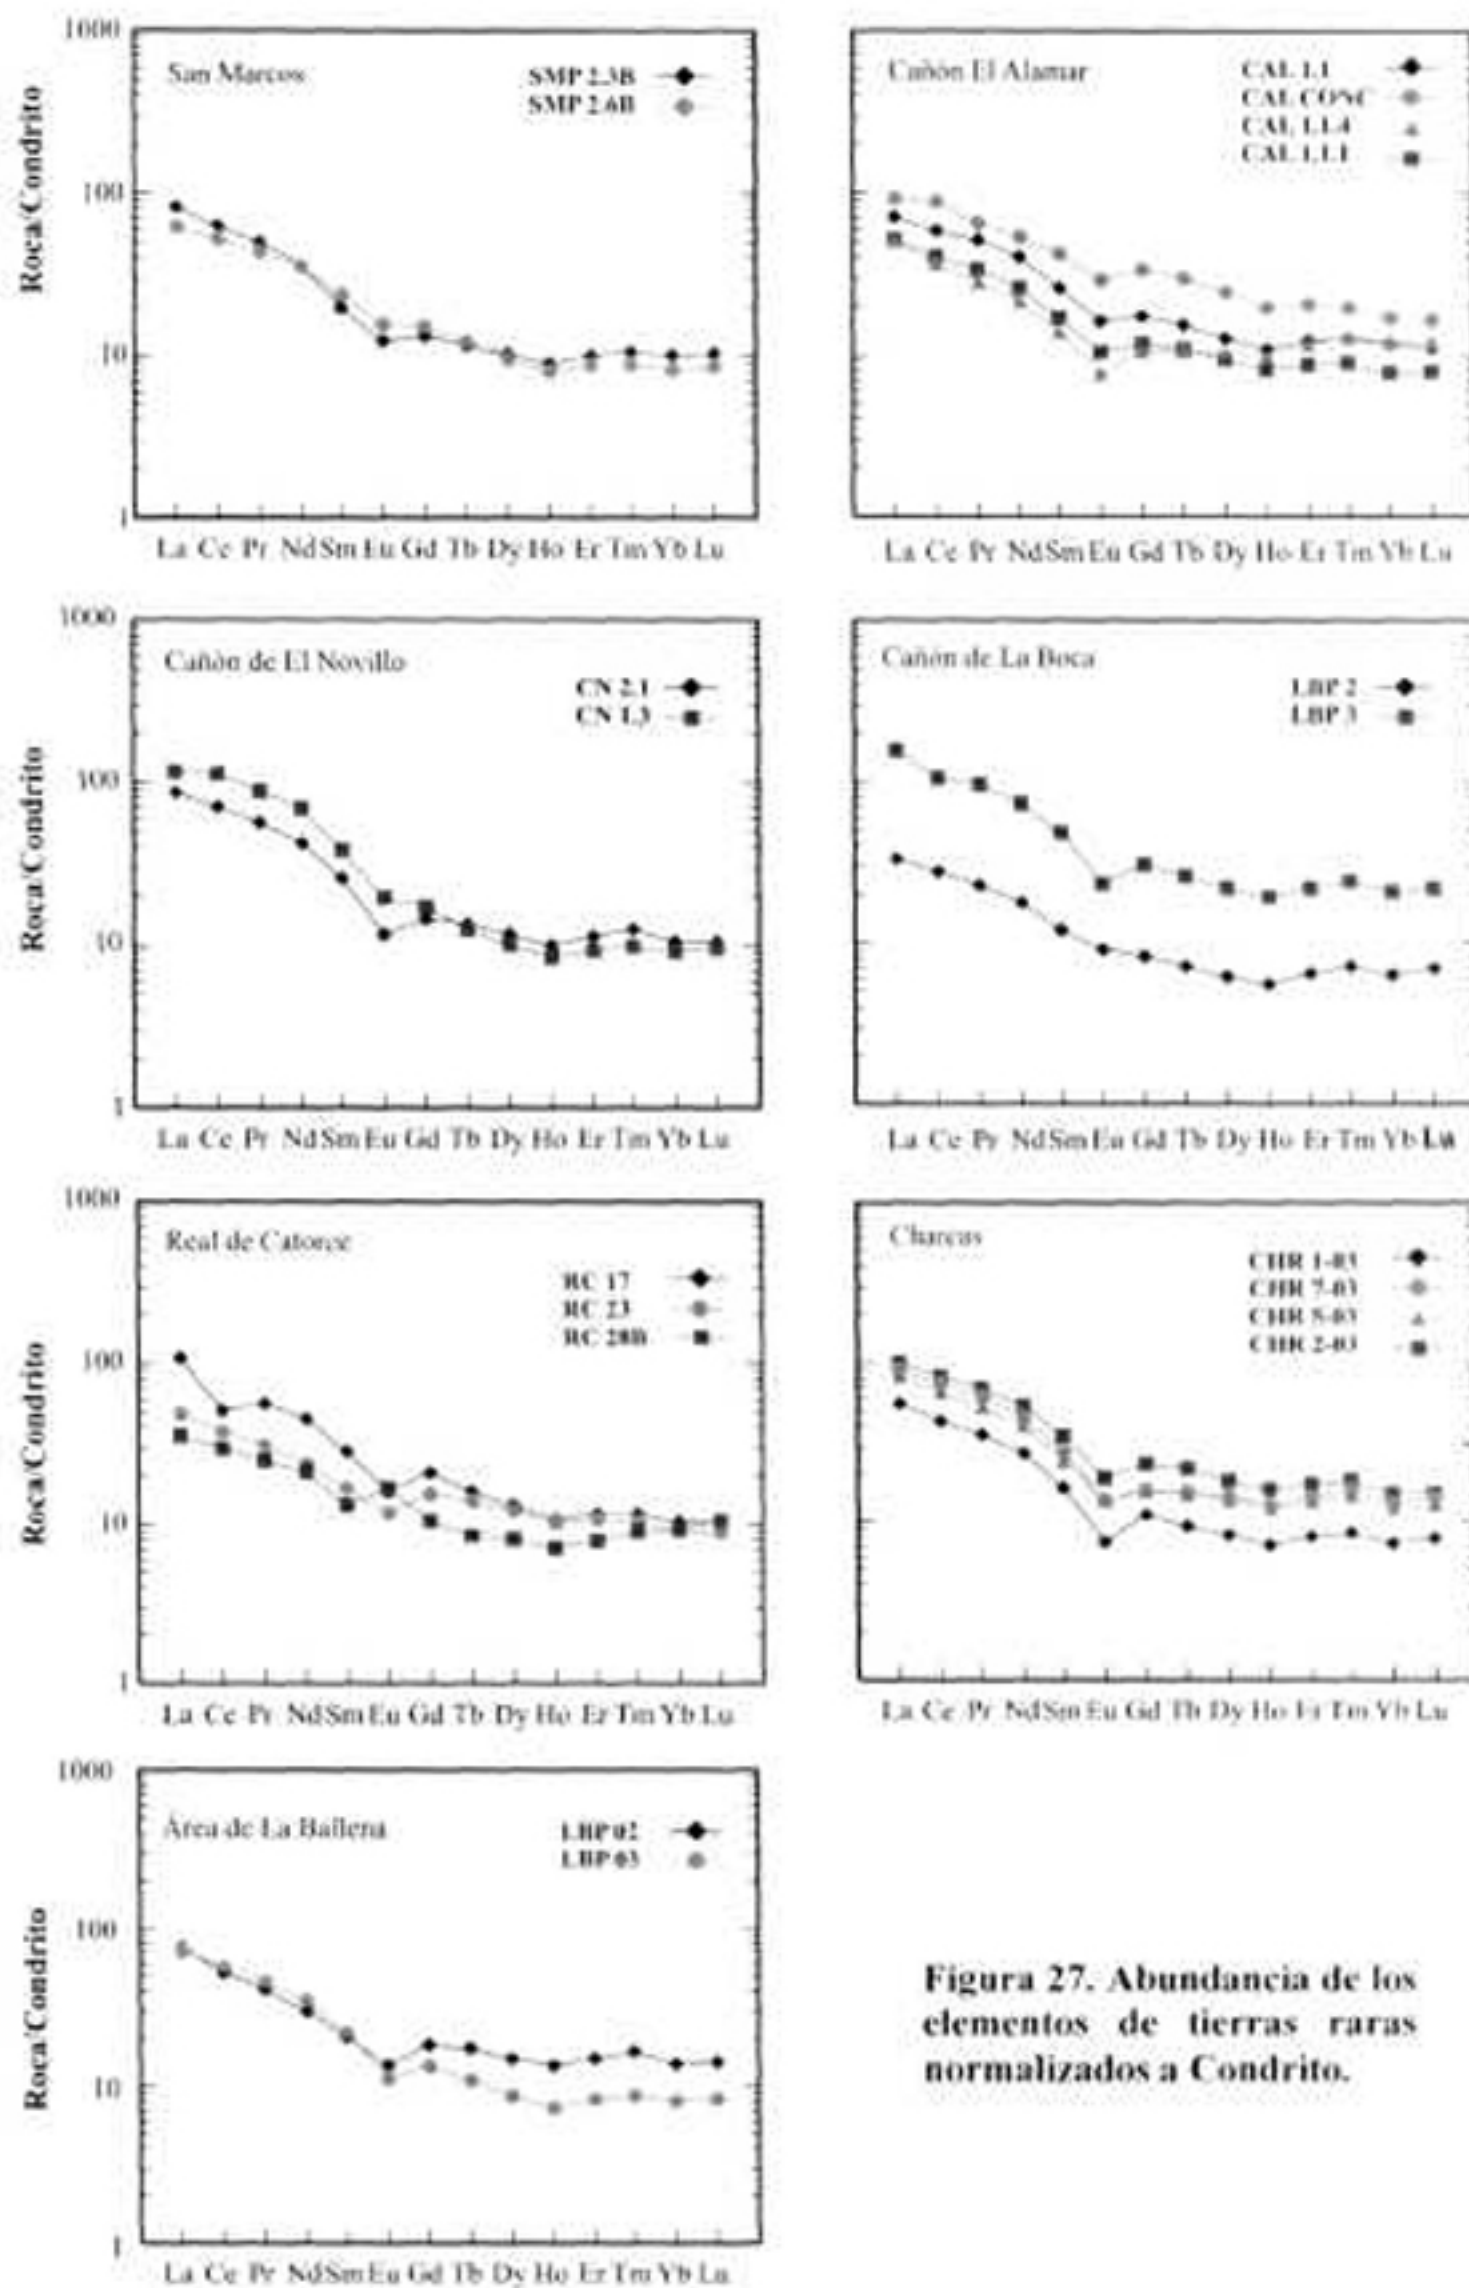 1000
San Marcos
SMP 2.3B
SMP 2.6B
Roca/Condrito
100
10
1
La Ce Pr Nd Sm Eu Gd Tb Dy Ho Er Tm Yb Lu
Cañón El Alamar
CAL 1.1
CAL CONC
CAL 1.1.4
CAL 1.1.1
La Ce Pr Nd Sm Eu Gd Tb Dy Ho Er Tm Yb Lu
1000
Cañón de El Novillo
CN 2.1
CN 1.3
Roca/Condrito
100
10
1
La Ce Pr Nd Sm Eu Gd Tb Dy Ho Er Tm Yb Lu
Cañón de La Boca
LBP 2
LBP 3
La Ce Pr Nd Sm Eu Gd Tb Dy Ho Er Tm Yb Lu
1000
Real de Catorce
RC 17
RC 23
RC 28B
Roca/Condrito
100
10
1
La Ce Pr Nd Sm Eu Gd Tb Dy Ho Er Tm Yb Lu
Charcas
CHR 1-03
CHR 7-03
CHR 5-03
CHR 2-03
La Ce Pr Nd Sm Eu Gd Tb Dy Ho Er Tm Yb Lu
1000
Área de La Ballena
LBP 02
LBP 03
Roca/Condrito
100
10
1
La Ce Pr Nd Sm Eu Gd Tb Dy Ho Er Tm Yb Lu
Figura 27. Abundancia de los
elementos de tierras raras
normalizados a Condrito.